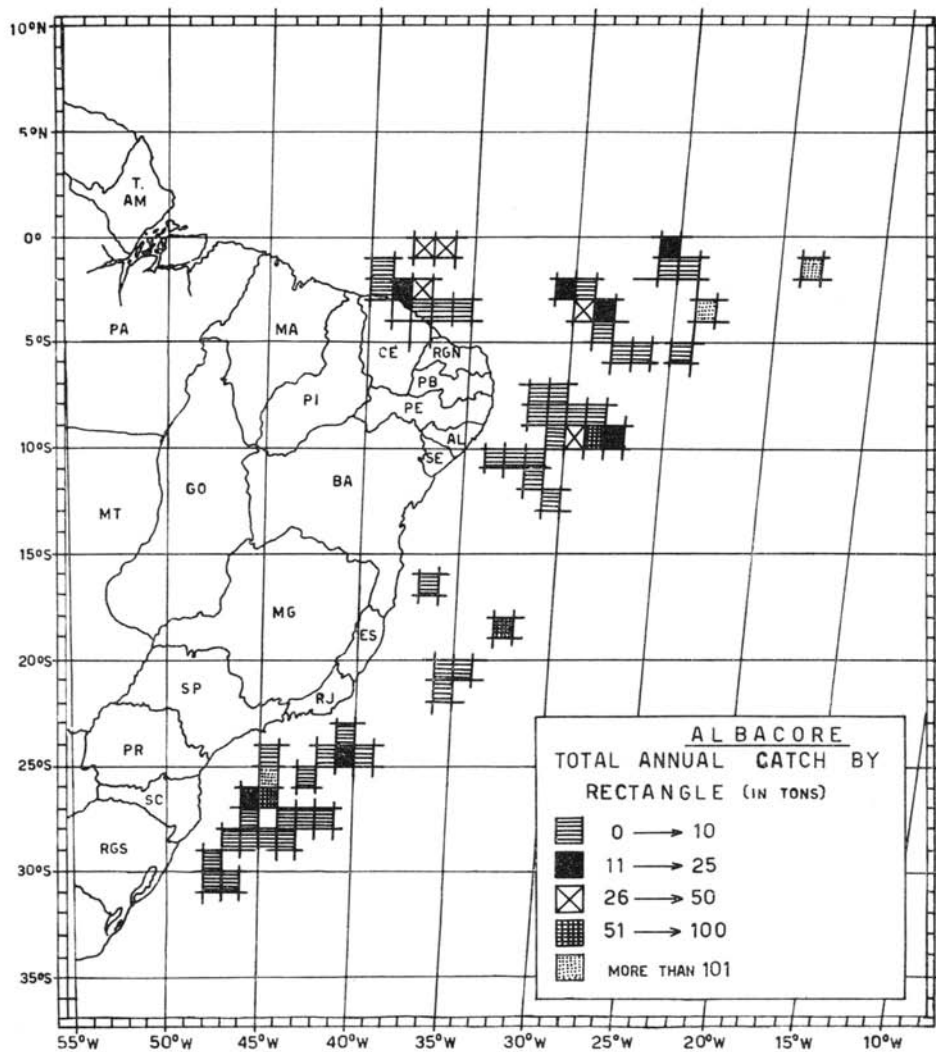 10°N
5°N
T.
AM
0°
PA
MA
CE
RGN
5°S
PB
PI
PE
AL
10°S
SE
BA
GO
MT
15°S
MG
ES
20°S
SP
RJ
PR
25°S
SC
RGS
30°S
35°S
ALBACORE
TOTAL ANNUAL CATCH BY
RECTANGLE (IN TONS)
0 → 10
11 → 25
26 → 50
51 → 100
MORE THAN 101
55°W 50°W 45°W 40°W 35°W 30°W 25°W 20°W 15°W 10°W